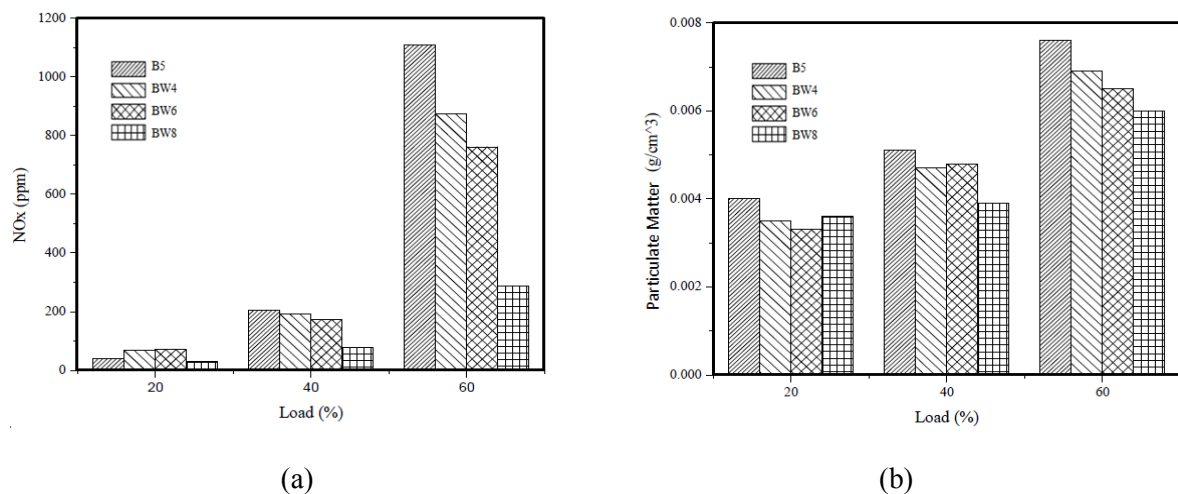 1200
1000
800
600
400
200
0
NOx (ppm)
B5
BW4
BW6
BW8
20
40
60
Load (%)
(a)
0.008
0.006
0.004
0.002
0.000
Particulate Matter (g/cm^3)
B5
BW4
BW6
BW8
20
40
60
Load (%)
(b)